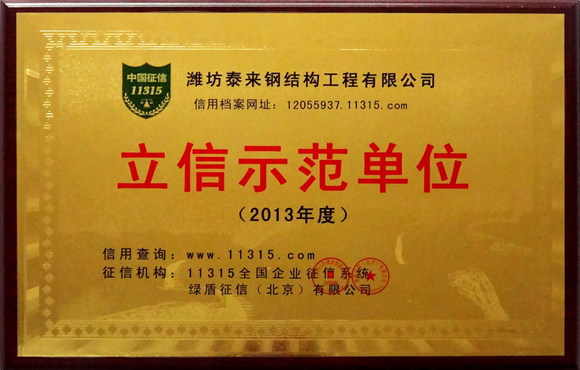 中国征信
11315
潍坊泰来钢结构工程有限公司
信用档案网址：12055937.11315.com
立信示范单位
（2013年度）
信用查询：www.11315.com
征信机构：11315全国企业征信系统
绿盾征信（北京）有限公司